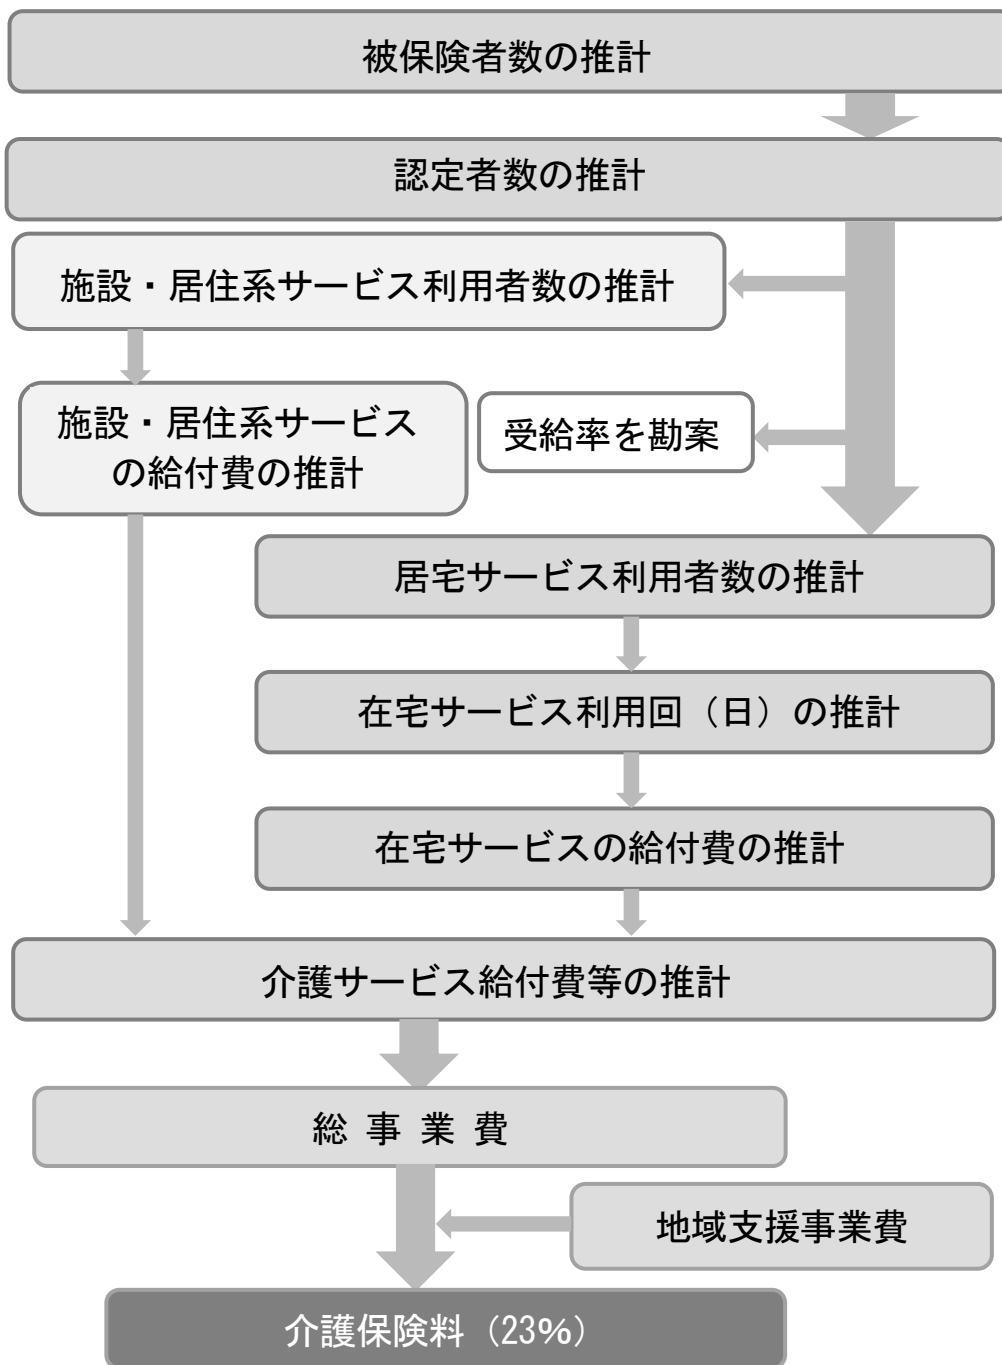 被保険者数の推計
認定者数の推計
施設・居住系サービス利用者数の推計
施設・居住系サービス
の給付費の推計
受給率を勘案
居宅サービス利用者数の推計
在宅サービス利用回（日）の推計
在宅サービスの給付費の推計
介護サービス給付費等の推計
総 事 業 費
地域支援事業費
介護保険料（23%）